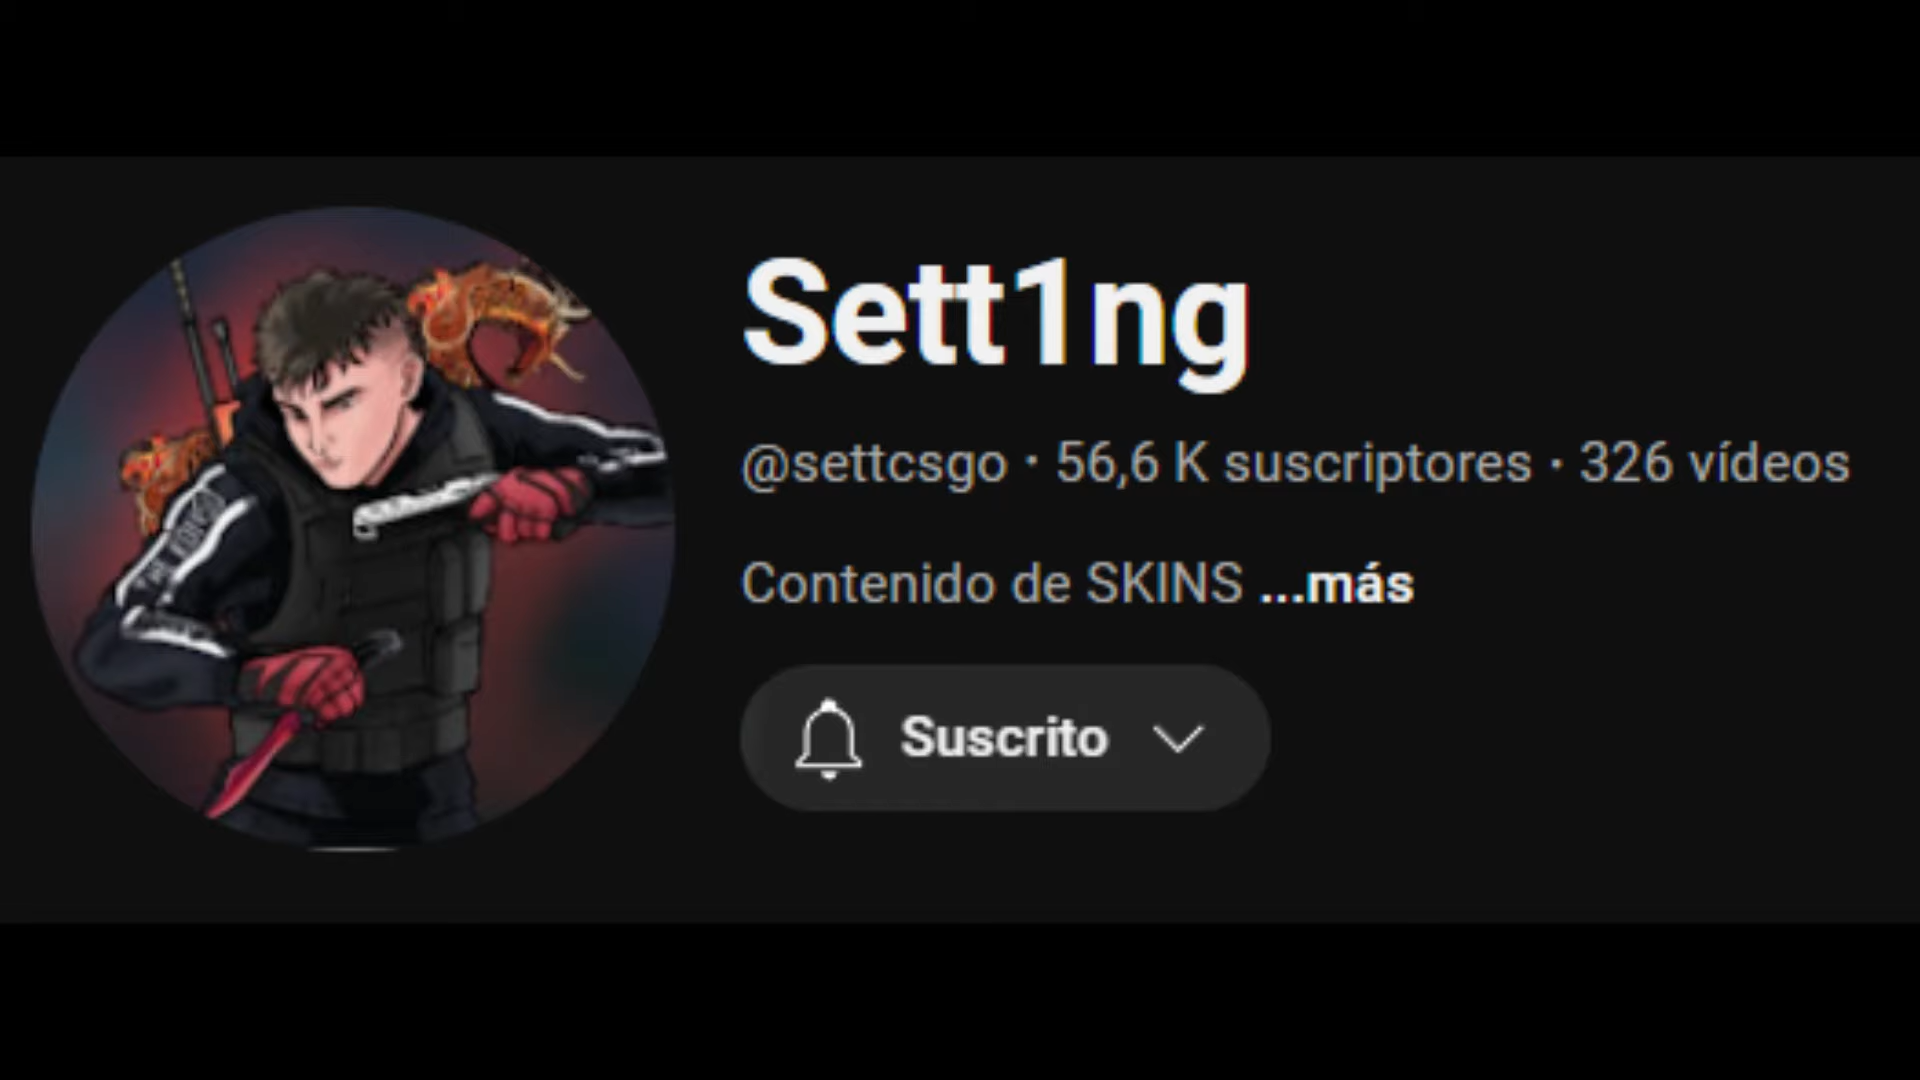 Sett1ng
@settcsgo · 56,6 K suscriptores · 326 vídeos
Contenido de SKINS ...más
Suscrito